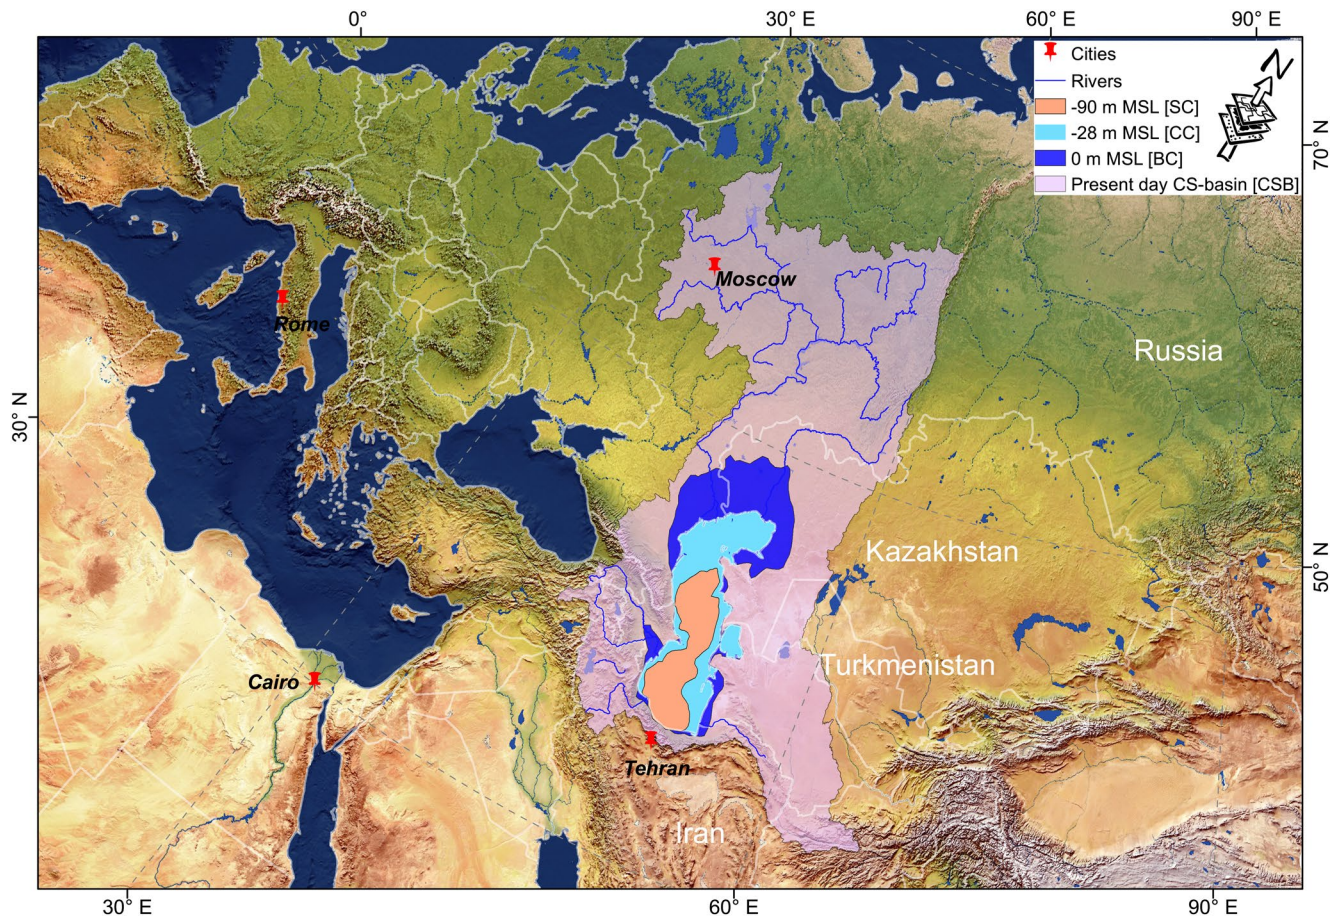 0°
30° E
60° E
90° E
Cities
Rivers
-90 m MSL [SC]
-28 m MSL [CC]
0 m MSL [BC]
Present day CS-basin [CSB]
N
70° N
Moscow
Rome
Russia
30° N
Kazakhstan
50° N
Turkmenistan
Cairo
Tehran
Iran
30° E
60° E
90° E